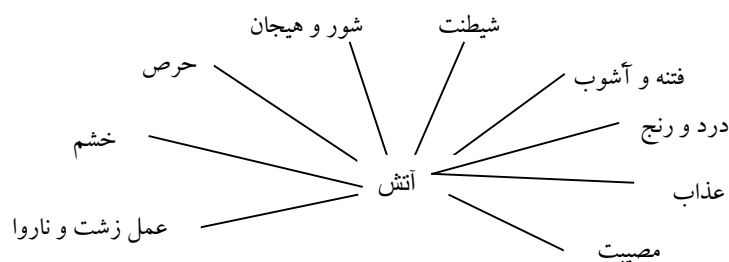 شور و هیجان
شیطنت
حرص
فتنه و آشوب
خشم
درد و رنج
آتش
عذاب
عمل زشت و ناروا
مصیبت